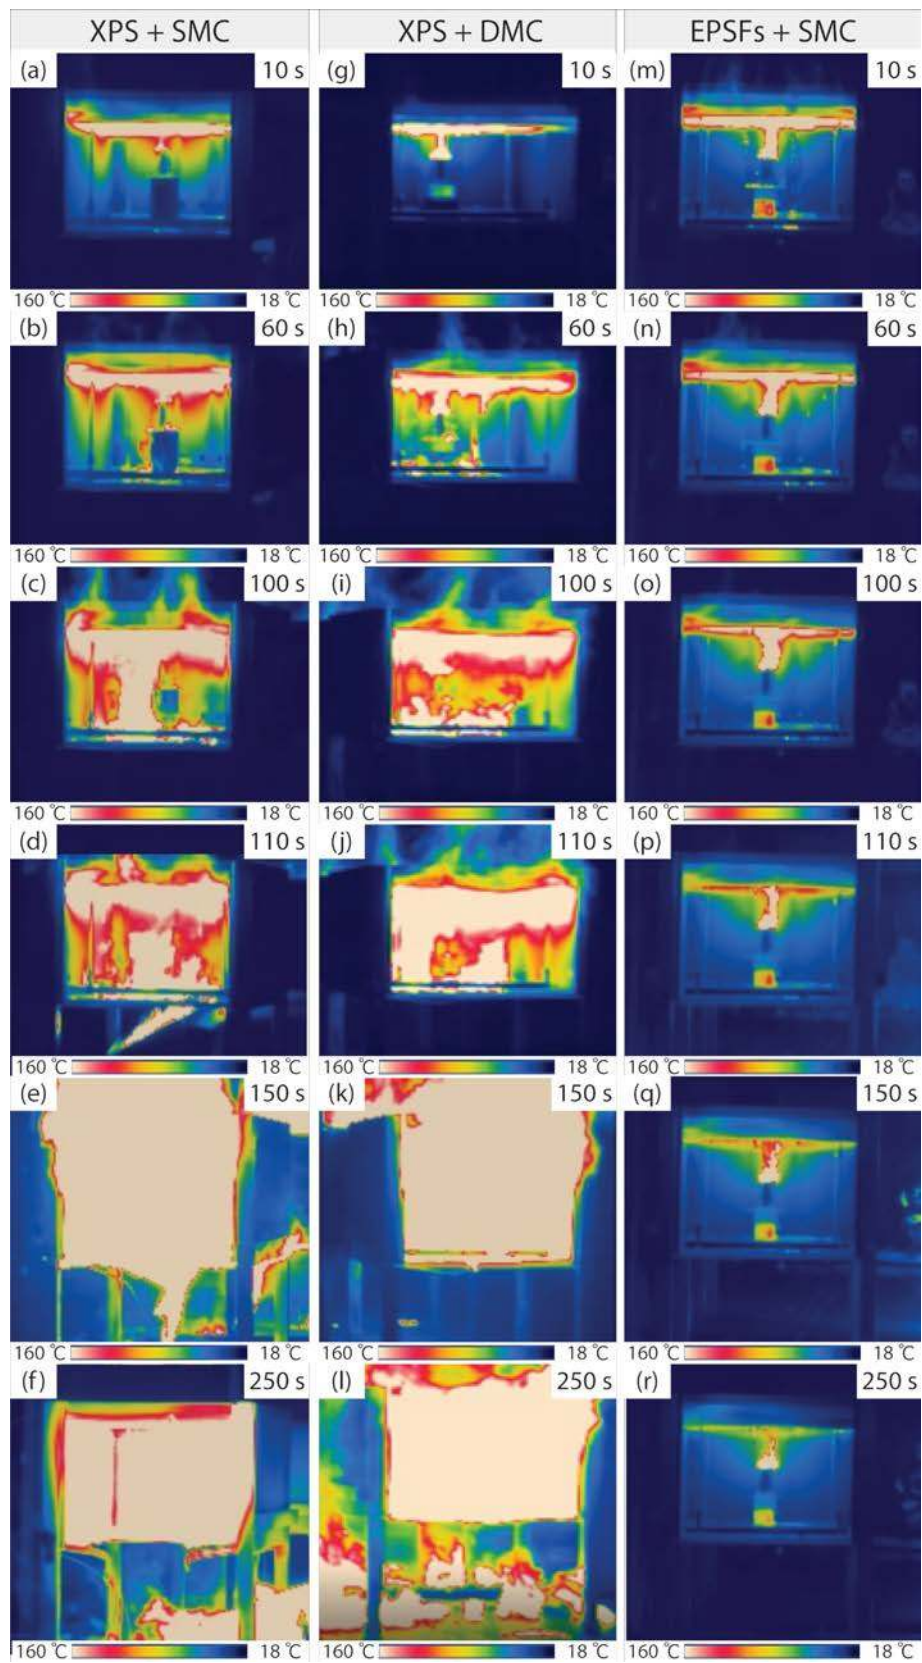 XPS + SMC XPS + DMC EPSFs + SMC
(a) 10 s (g) 10 s (m) 10 s
160 °C 18 °C 160 °C 18 °C 160 °C 18 °C
(b) 60 s (h) 60 s (n) 60 s
160 °C 18 °C 160 °C 18 °C 160 °C 18 °C
(c) 100 s (i) 100 s (o) 100 s
160 °C 18 °C 160 °C 18 °C 160 °C 18 °C
(d) 110 s (j) 110 s (p) 110 s
160 °C 18 °C 160 °C 18 °C 160 °C 18 °C
(e) 150 s (k) 150 s (q) 150 s
160 °C 18 °C 160 °C 18 °C 160 °C 18 °C
(f) 250 s (l) 250 s (r) 250 s
160 °C 18 °C 160 °C 18 °C 160 °C 18 °C